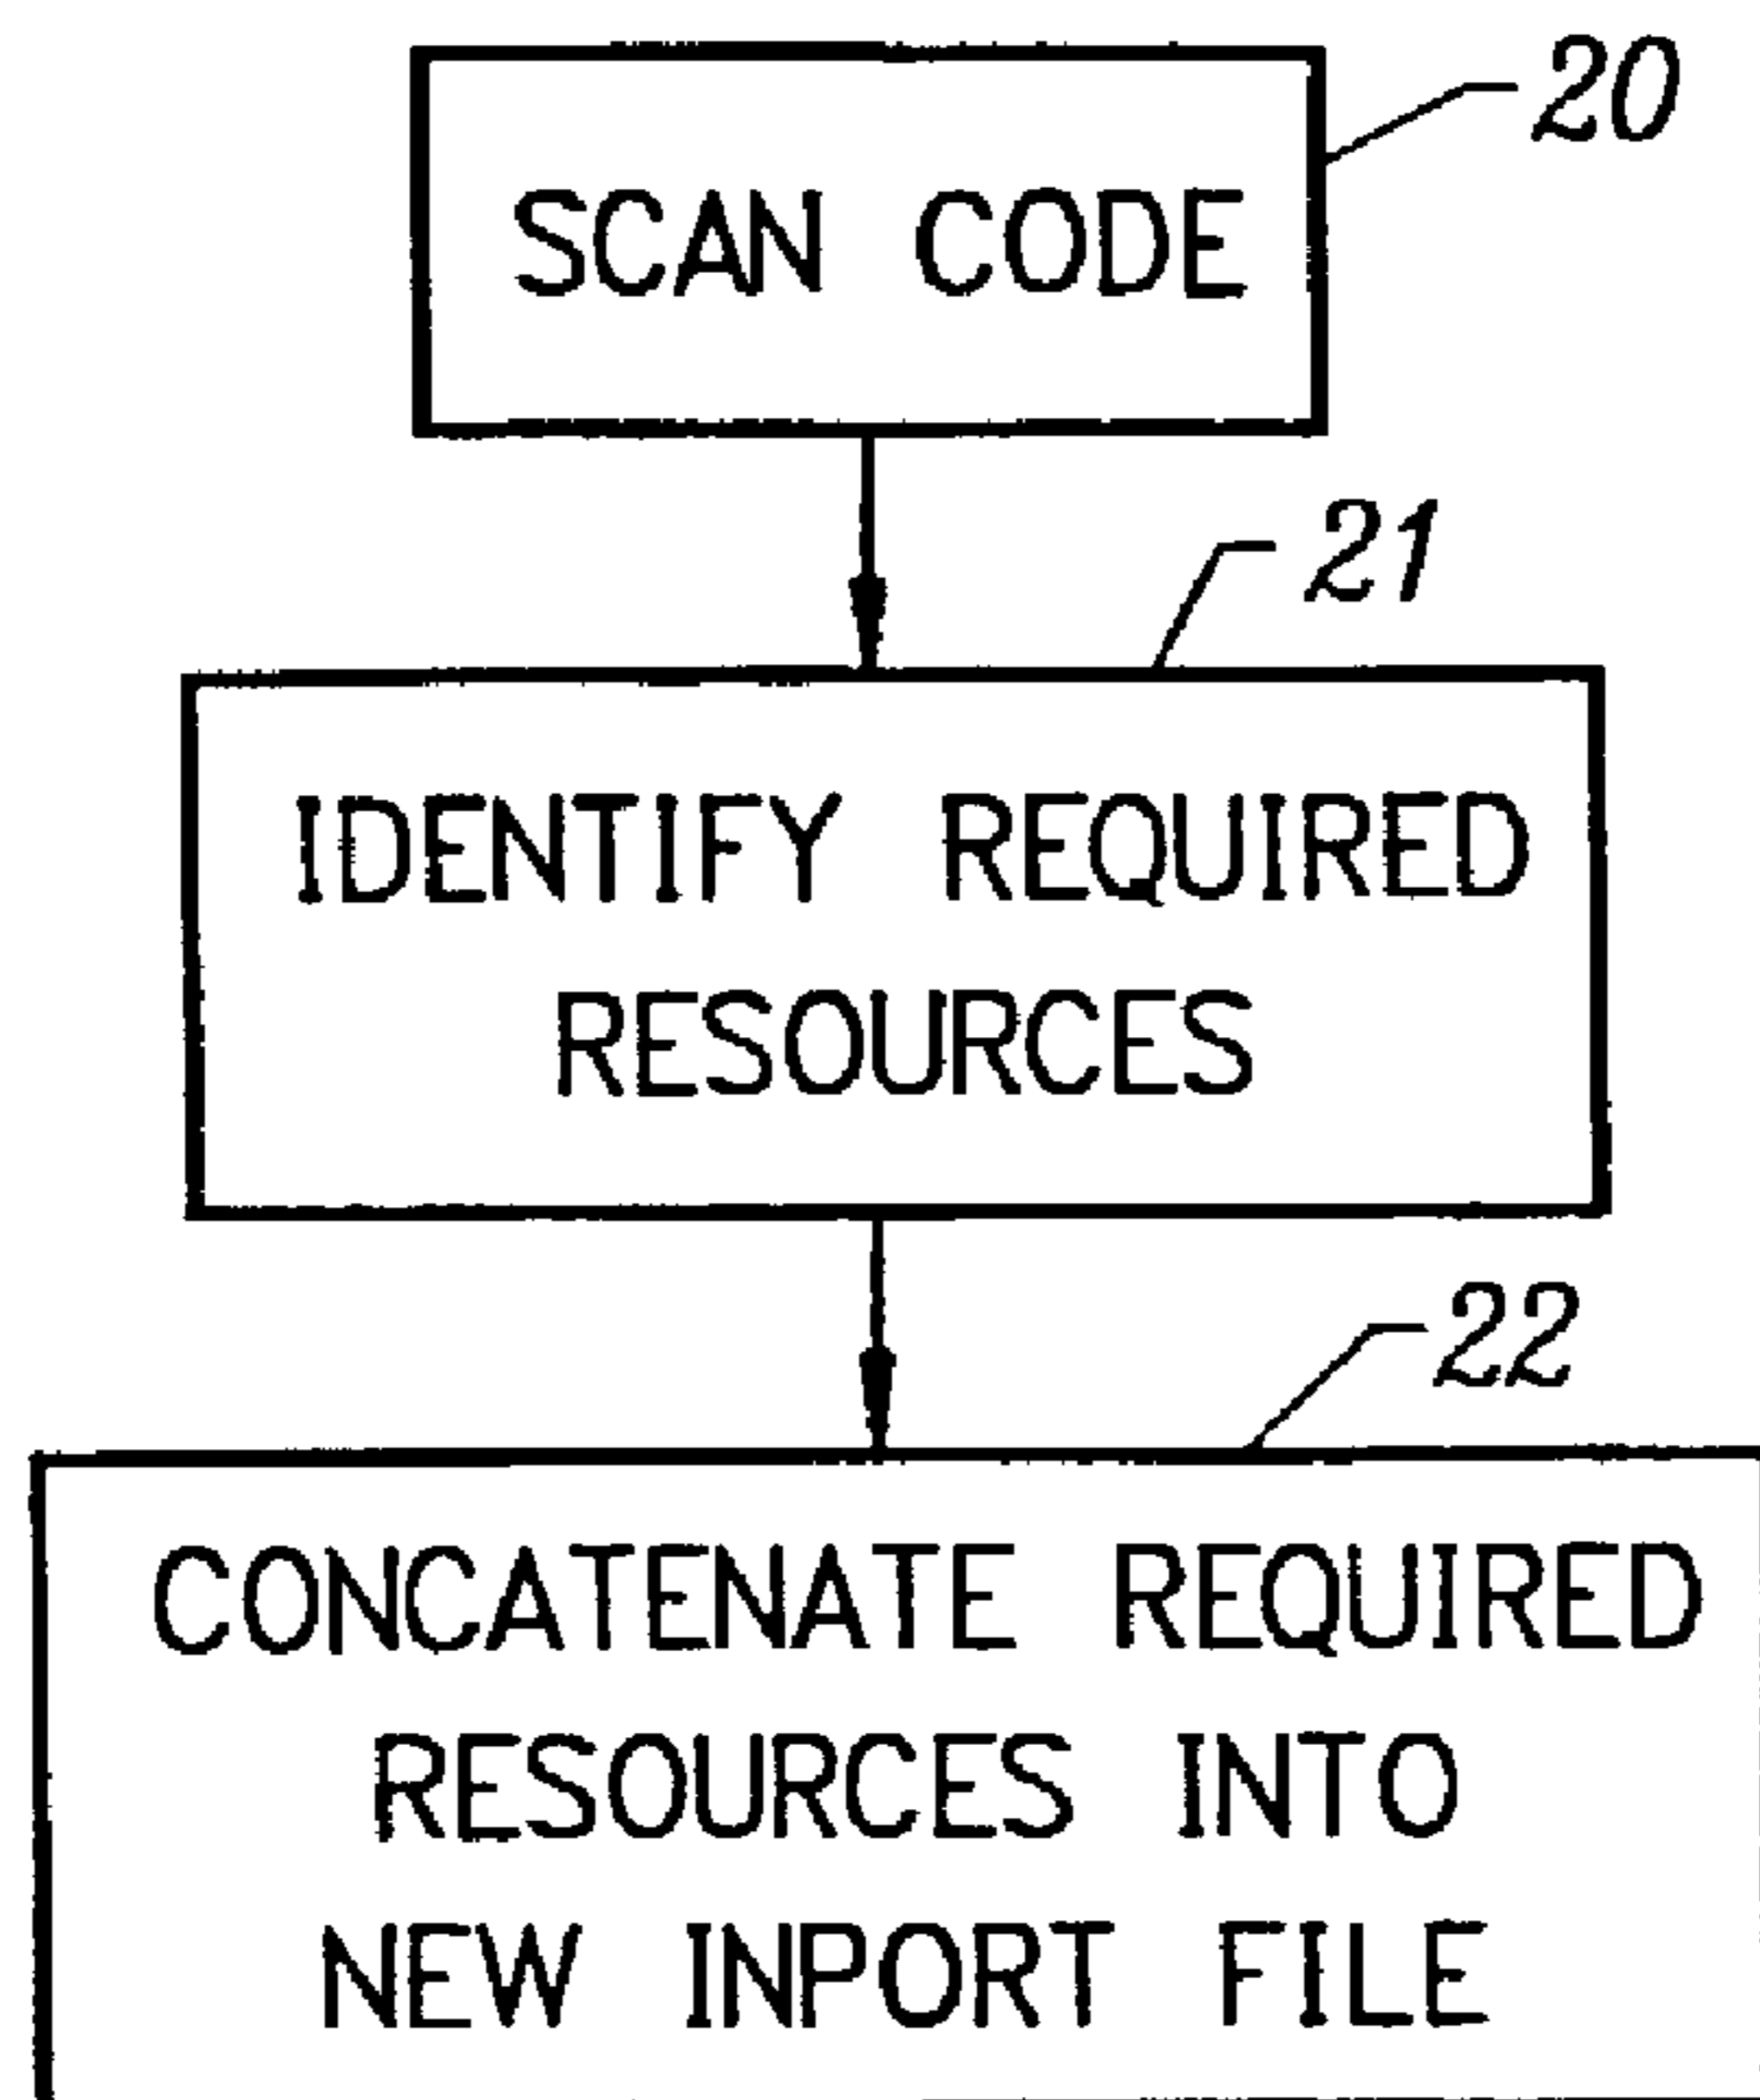 20
SCAN CODE
21
IDENTIFY REQUIRED
RESOURCES
22
CONCATENATE REQUIRED
RESOURCES INTO
NEW INPORT FILE